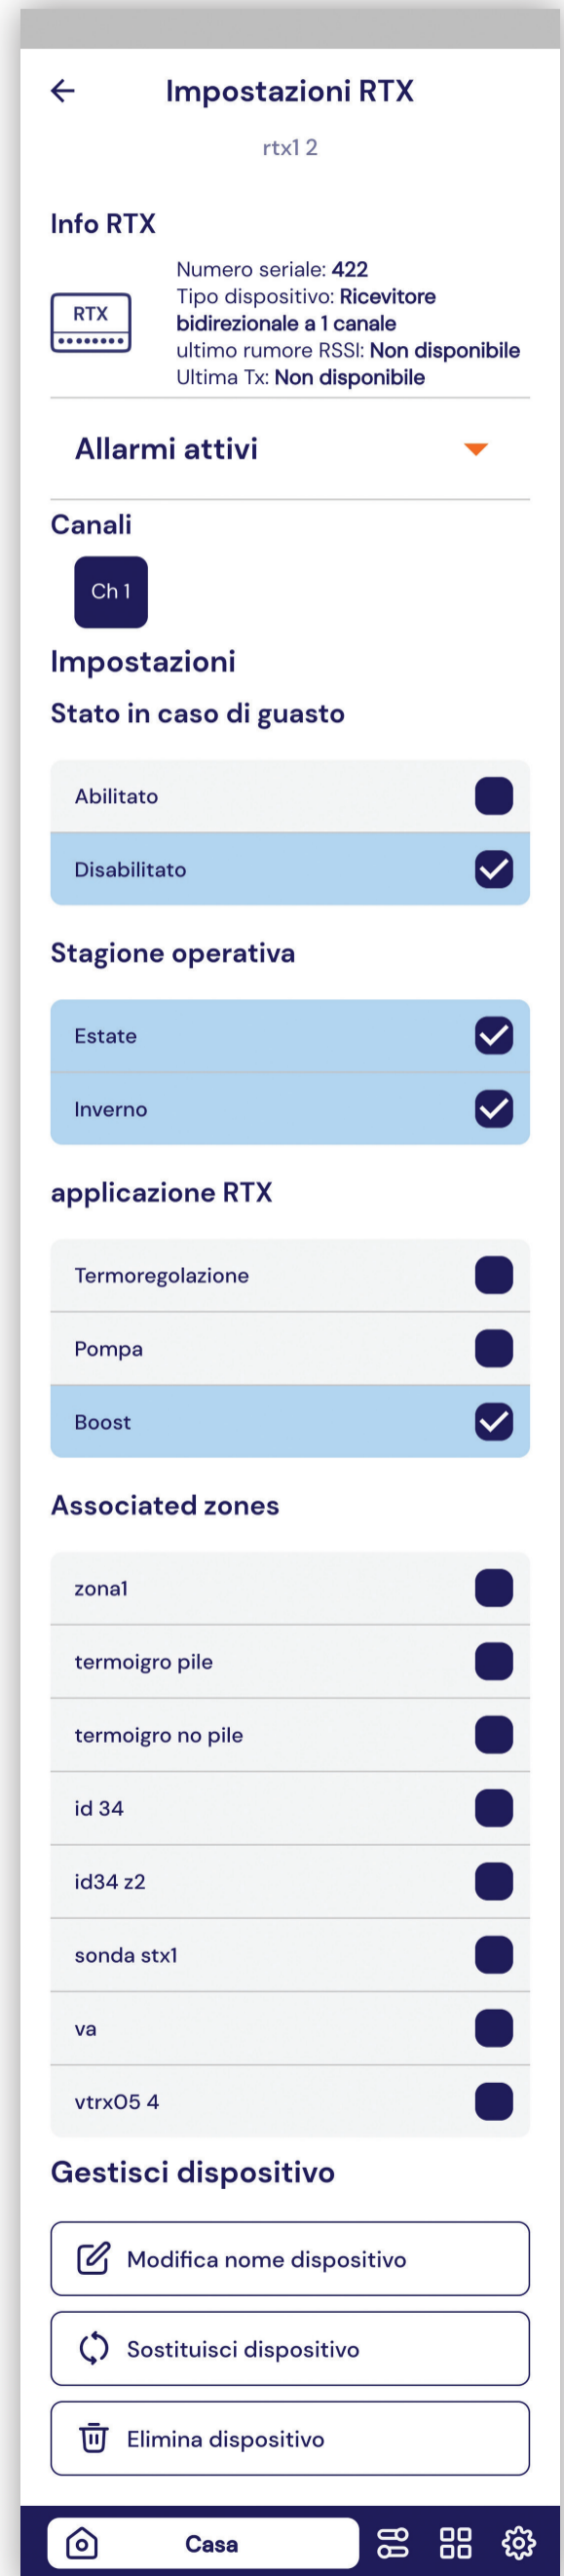 Impostazioni RTX
rtx1 2
Info RTX
RTX
Numero seriale: 422
Tipo dispositivo: Ricevitore
bidirezionale a 1 canale
ultimo rumore RSSI: Non disponibile
Ultima Tx: Non disponibile
Allarmi attivi
Canali
Ch 1
Impostazioni
Stato in caso di guasto
Abilitato
Disabilitato
Stagione operativa
Estate
Inverno
applicazione RTX
Termoregolazione
Pompa
Boost
Associated zones
zona1
termoigro pile
termoigro no pile
id 34
id34 z2
sonda stx1
va
vtrx05 4
Gestisci dispositivo
Modifica nome dispositivo
Sostituisci dispositivo
Elimina dispositivo
Casa